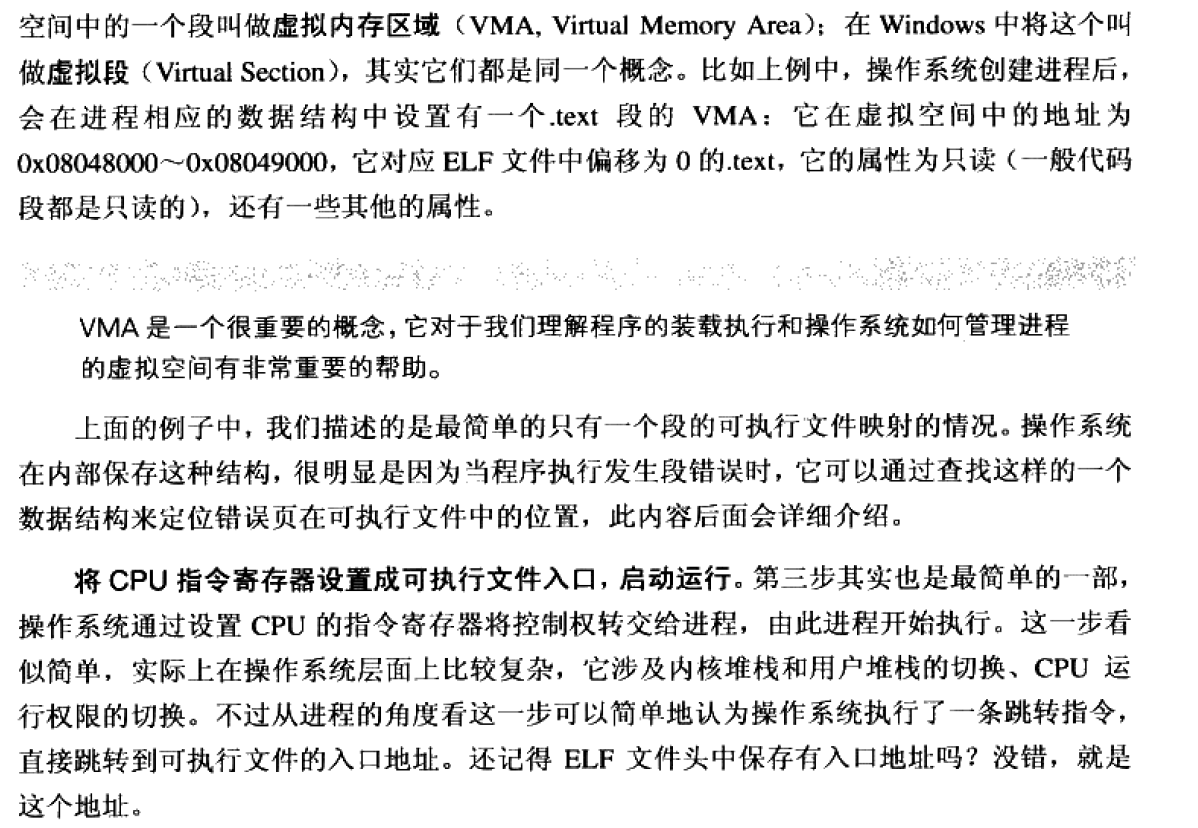 空间中的一个段叫做虚拟内存区域（VMA, Virtual Memory Area）；在 Windows 中将这个叫
做虚拟段（Virtual Section），其实它们都是同一个概念。比如上例中，操作系统创建进程后，
会在进程相应的数据结构中设置有一个.text 段的 VMA：它在虚拟空间中的地址为
0x08048000～0x08049000，它对应 ELF 文件中偏移为 0 的.text，它的属性为只读（一般代码
段都是只读的），还有一些其他的属性。
VMA 是一个很重要的概念，它对于我们理解程序的装载执行和操作系统如何管理进程
的虚拟空间有非常重要的帮助。
上面的例子中，我们描述的是最简单的只有一个段的可执行文件映射的情况。操作系统
在内部保存这种结构，很明显是因为当程序执行发生段错误时，它可以通过查找这样的一个
数据结构来定位错误页在可执行文件中的位置，此内容后面会详细介绍。
将 CPU 指令寄存器设置成可执行文件入口，启动运行。第三步其实也是最简单的一部，
操作系统通过设置 CPU 的指令寄存器将控制权转交给进程，由此进程开始执行。这一步看
似简单，实际上在操作系统层面上比较复杂，它涉及内核堆栈和用户堆栈的切换、CPU 运
行权限的切换。不过从进程的角度看这一步可以简单地认为操作系统执行了一条跳转指令，
直接跳转到可执行文件的入口地址。还记得 ELF 文件头中保存有入口地址吗？没错，就是
这个地址。